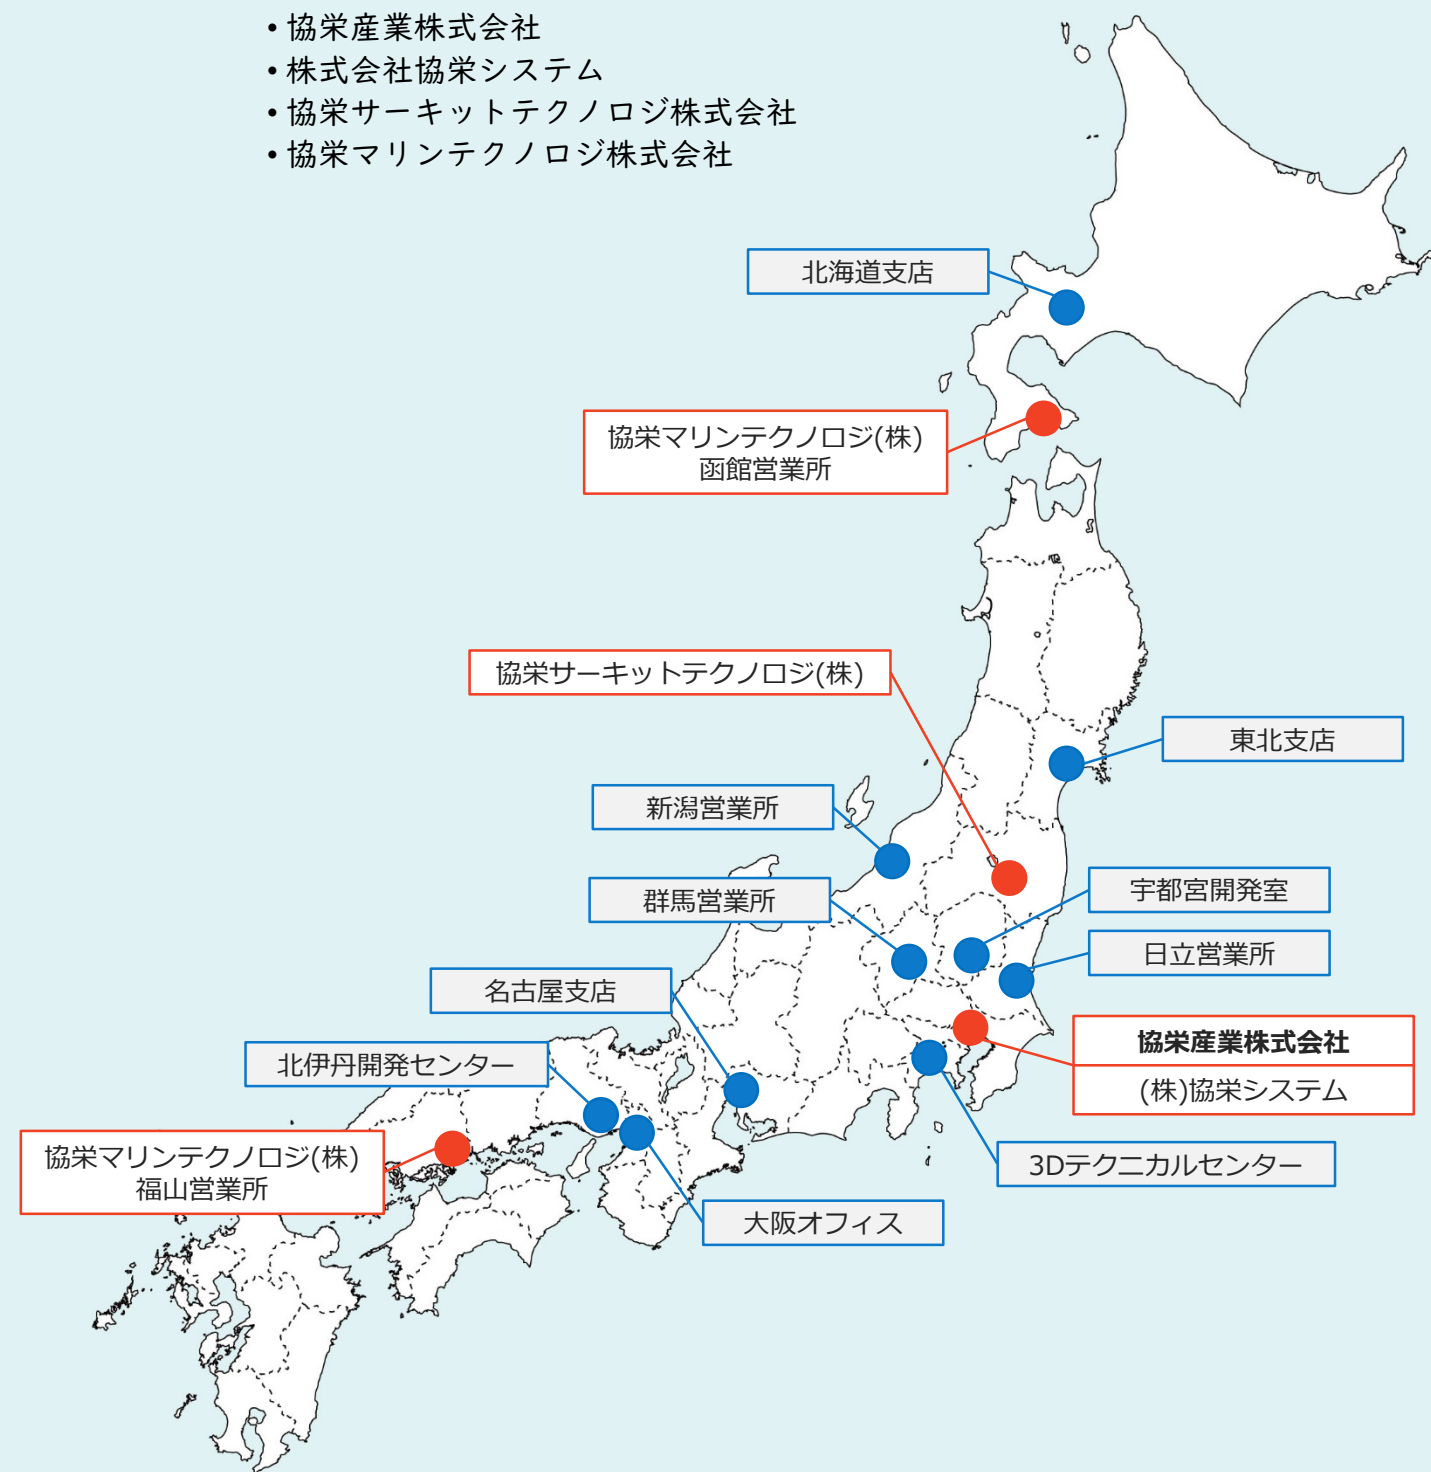 • 協栄産業株式会社
• 株式会社協栄システム
• 協栄サーキットテクノロジ株式会社
• 協栄マリンテクノロジ株式会社
北海道支店
協栄マリンテクノロジ(株)
函館営業所
協栄サーキットテクノロジ(株)
東北支店
新潟営業所
群馬営業所
宇都宮開発室
日立営業所
名古屋支店
協栄産業株式会社
(株)協栄システム
北伊丹開発センター
協栄マリンテクノロジ(株)
福山営業所
3Dテクニカルセンター
大阪オフィス